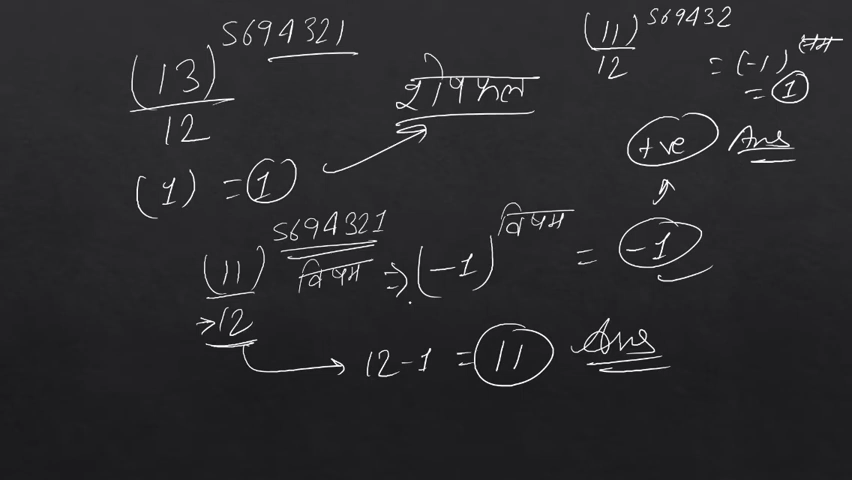 (13)^5694321 / 12
(1) = 1
शेषफल
(11)^569432 / 12 = (-1)^सम
= 1
+ve Ans
(11)^5694321 / 12 विषम => (-1)^विषम = -1
→12 → 12-1 = 11 Ans